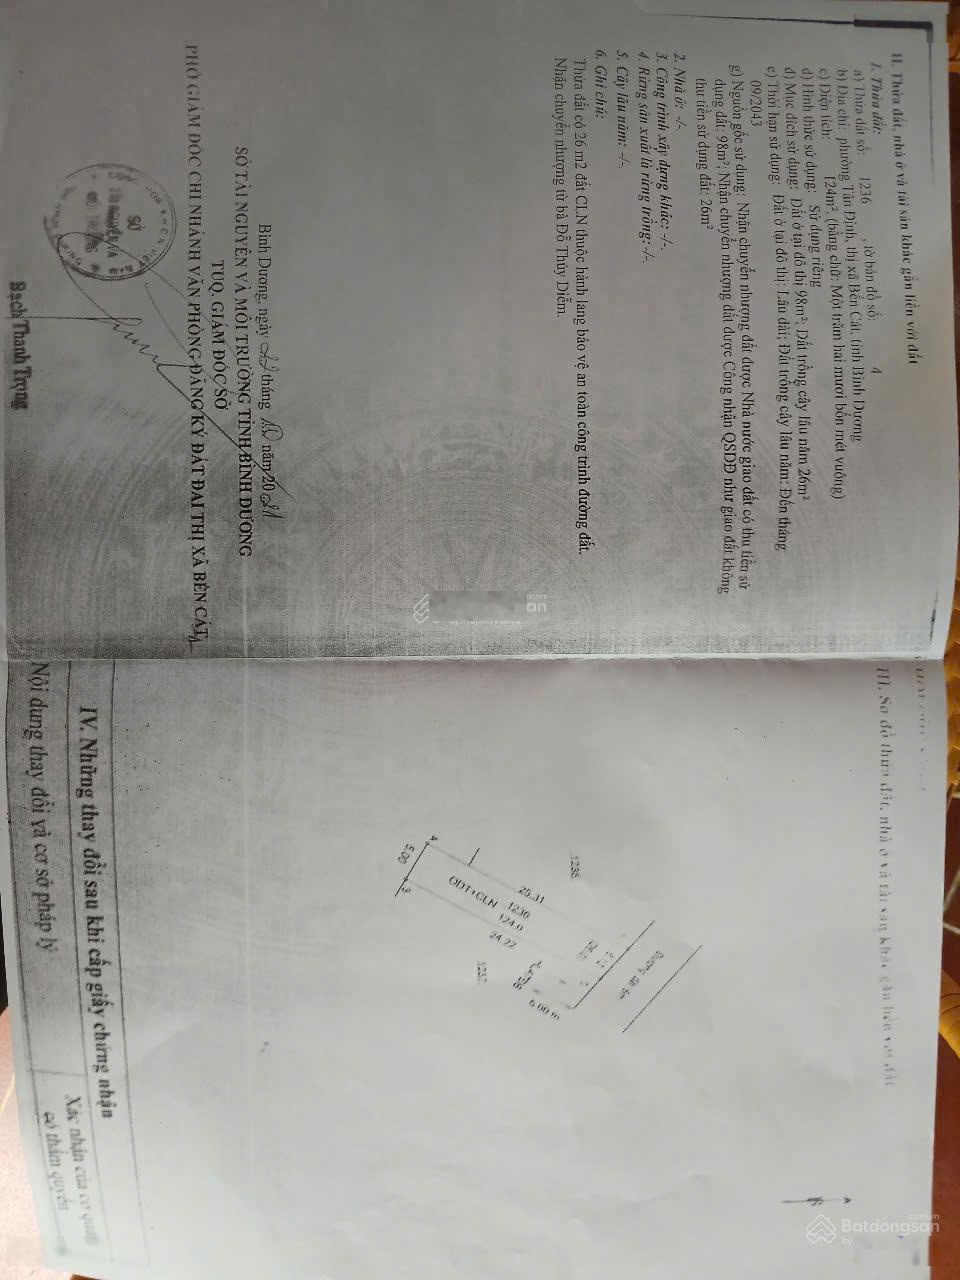 II. Thửa đất, nhà ở và tài sản khác gắn liền với đất
1. Thửa đất:
a) Thửa đất số: 1236 , tờ bản đồ số: 4
b) Địa chỉ: phường Tân Định, thị xã Bến Cát, tỉnh Bình Dương
c) Diện tích: 124m², (bằng chữ: Một trăm hai mươi bốn mét vuông)
d) Hình thức sử dụng: Sử dụng riêng
đ) Mục đích sử dụng: Đất ở tại đô thị 98m²; Đất trồng cây lâu năm 26m²
e) Thời hạn sử dụng: Đất ở tại đô thị: Lâu dài; Đất trồng cây lâu năm: Đến tháng
09/2043
g) Nguồn gốc sử dụng: Nhận chuyển nhượng đất được Nhà nước giao đất có thu tiền sử
dụng đất: 98m²; Nhận chuyển nhượng đất được Công nhận QSDĐ như giao đất không
thu tiền sử dụng đất: 26m²
2. Nhà ở: -/-.
3. Công trình xây dựng khác: -/-.
4. Rừng sản xuất là rừng trồng: -/-.
5. Cây lâu năm: -/-.
6. Ghi chú:
Thửa đất có 26 m2 đất CLN thuộc hành lang bảo vệ an toàn công trình đường đất.
Nhận chuyển nhượng từ bà Đỗ Thúy Diễm.
Bình Dương, ngày tháng 10 năm 2021
SỞ TÀI NGUYÊN VÀ MÔI TRƯỜNG TỈNH BÌNH DƯƠNG
TUQ. GIÁM ĐỐC SỞ
PHÓ GIÁM ĐỐC CHI NHÁNH VĂN PHÒNG ĐĂNG KÝ ĐẤT ĐAI THỊ XÃ BẾN CÁT
SỞ
Bạch Thanh Trọng
III. Sơ đồ thửa đất, nhà ở và tài sản khác gắn liền với đất
1235
25.31
ODT+CLN 1236
124.0
24.22
5.00
4
3
1237
6.00 m
IV. Những thay đổi sau khi cấp giấy chứng nhận
Nội dung thay đổi và cơ sở pháp lý
Xác nhận của cơ quan
có thẩm quyền
Batdongsan
.com.vn
by